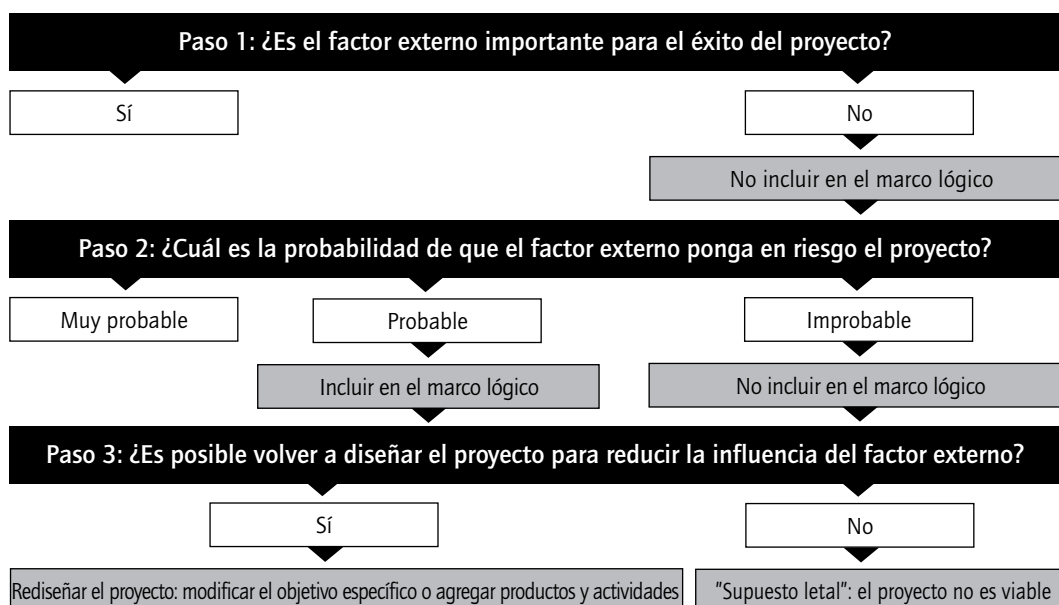 Paso 1: ¿Es el factor externo importante para el éxito del proyecto?
Sí
No
No incluir en el marco lógico
Paso 2: ¿Cuál es la probabilidad de que el factor externo ponga en riesgo el proyecto?
Muy probable
Probable
Improbable
Incluir en el marco lógico
No incluir en el marco lógico
Paso 3: ¿Es posible volver a diseñar el proyecto para reducir la influencia del factor externo?
Sí
No
Rediseñar el proyecto: modificar el objetivo específico o agregar productos y actividades
"Supuesto letal": el proyecto no es viable